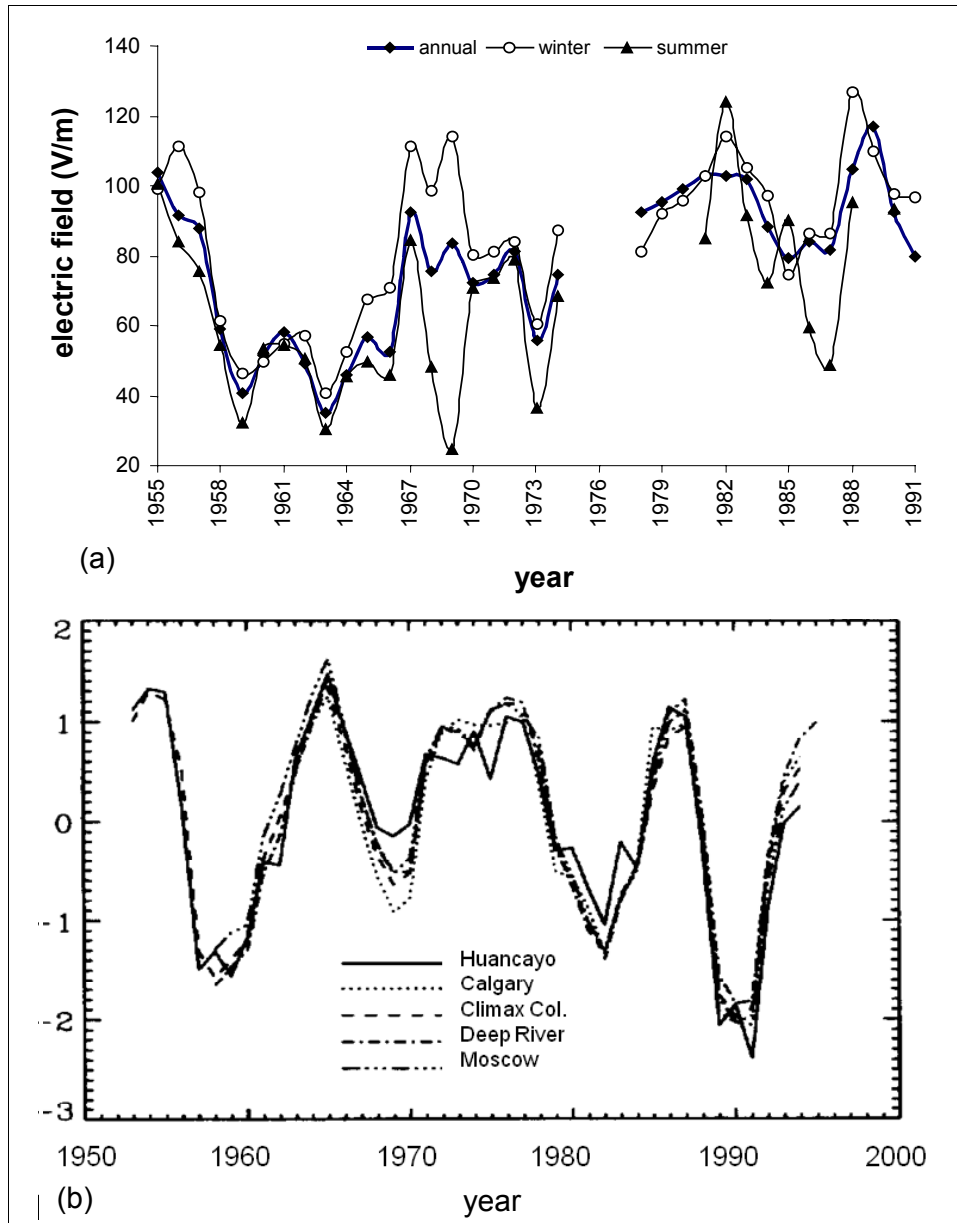 140
annual winter summer
120
100
80
60
40
20
electric field (V/m)
1955 1958 1961 1964 1967 1970 1973 1976 1979 1982 1985 1988 1991
(a)
year
2
1
0
-1
-2
-3
Huancayo
Calgary
Climax Col.
Deep River
Moscow
1950 1960 1970 1980 1990 2000
(b)
year